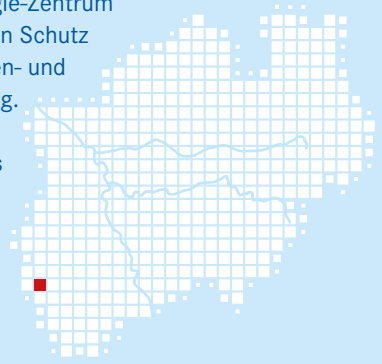 gie-Zentrum
n Schutz
en- und
g.
s